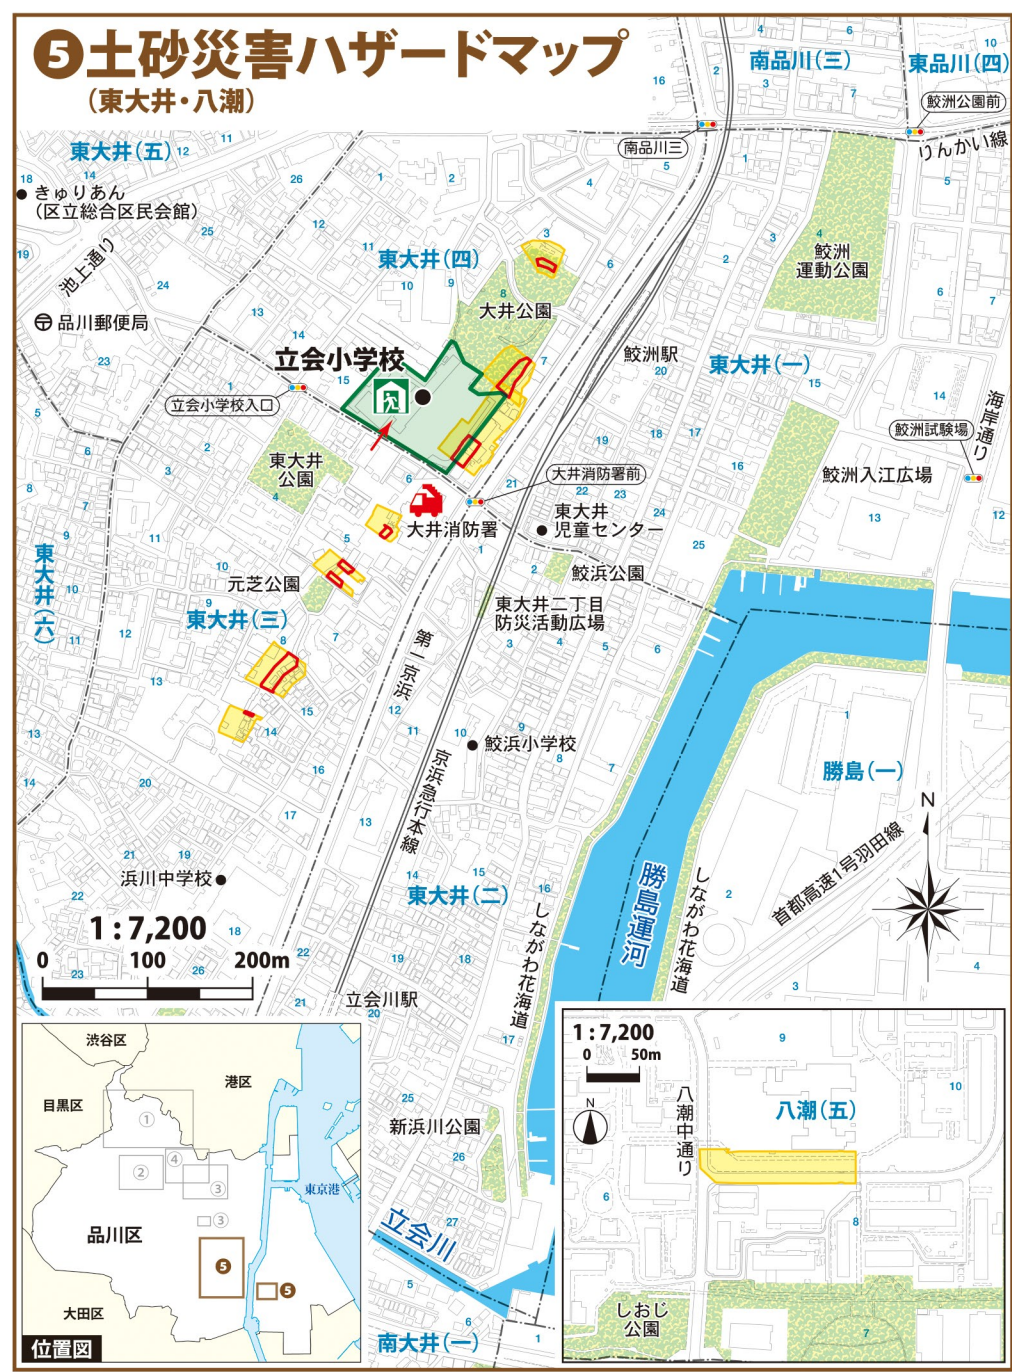 ❺土砂災害ハザードマップ
(東大井・八潮)
南品川(三)
東品川(四)
鮫洲公園前
南品川三
りんかい線
東大井(五)
きゅりあん
(区立総合区民会館)
池上通り
東大井(四)
大井公園
鮫洲
運動公園
品川郵便局
立会小学校
立会小学校入口
鮫洲駅
東大井(一)
海岸通り
鮫洲試験場
鮫洲入江広場
東大井
公園
大井消防署前
大井消防署
東大井
児童センター
鮫浜公園
東大井二丁目
防災活動広場
東大井(六)
元芝公園
東大井(三)
第一京浜
京浜急行本線
鮫浜小学校
勝島(一)
首都高速1号羽田線
N
浜川中学校
東大井(二)
勝島運河
しながわ花海道
しながわ花海道
1:7,200
0 100 200m
立会川駅
新浜川公園
立会川
南大井(一)
渋谷区
港区
目黒区
①
②
④
③
③
東京港
品川区
❺
❺
大田区
位置図
1:7,200
0 50m
N
八潮中通り
八潮(五)
9
10
6
8
しおじ
公園
7